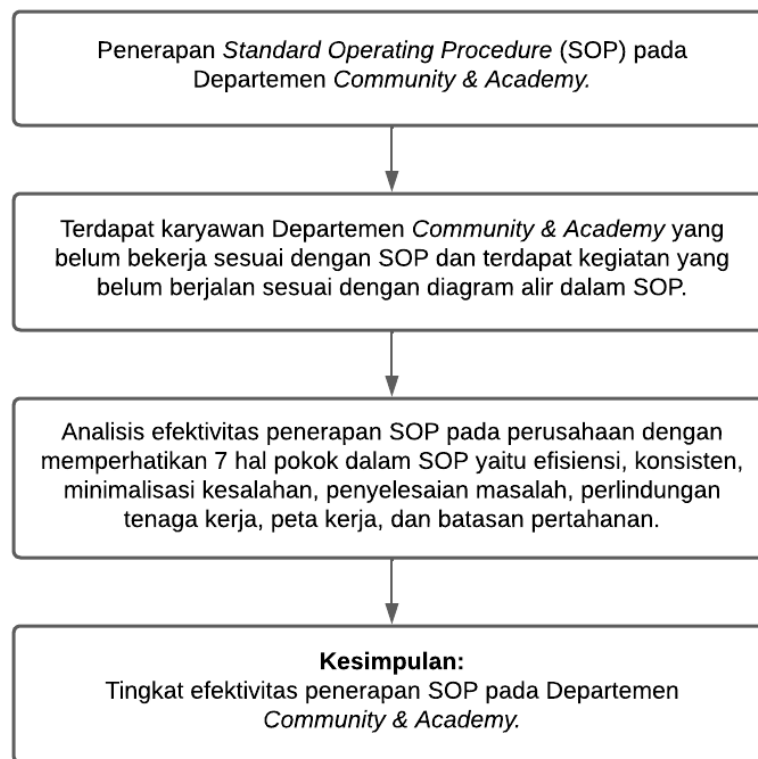 Penerapan Standard Operating Procedure (SOP) pada
Departemen Community & Academy.
Terdapat karyawan Departemen Community & Academy yang
belum bekerja sesuai dengan SOP dan terdapat kegiatan yang
belum berjalan sesuai dengan diagram alir dalam SOP.
Analisis efektivitas penerapan SOP pada perusahaan dengan
memperhatikan 7 hal pokok dalam SOP yaitu efisiensi, konsisten,
minimalisasi kesalahan, penyelesaian masalah, perlindungan
tenaga kerja, peta kerja, dan batasan pertahanan.
Kesimpulan:
Tingkat efektivitas penerapan SOP pada Departemen
Community & Academy.